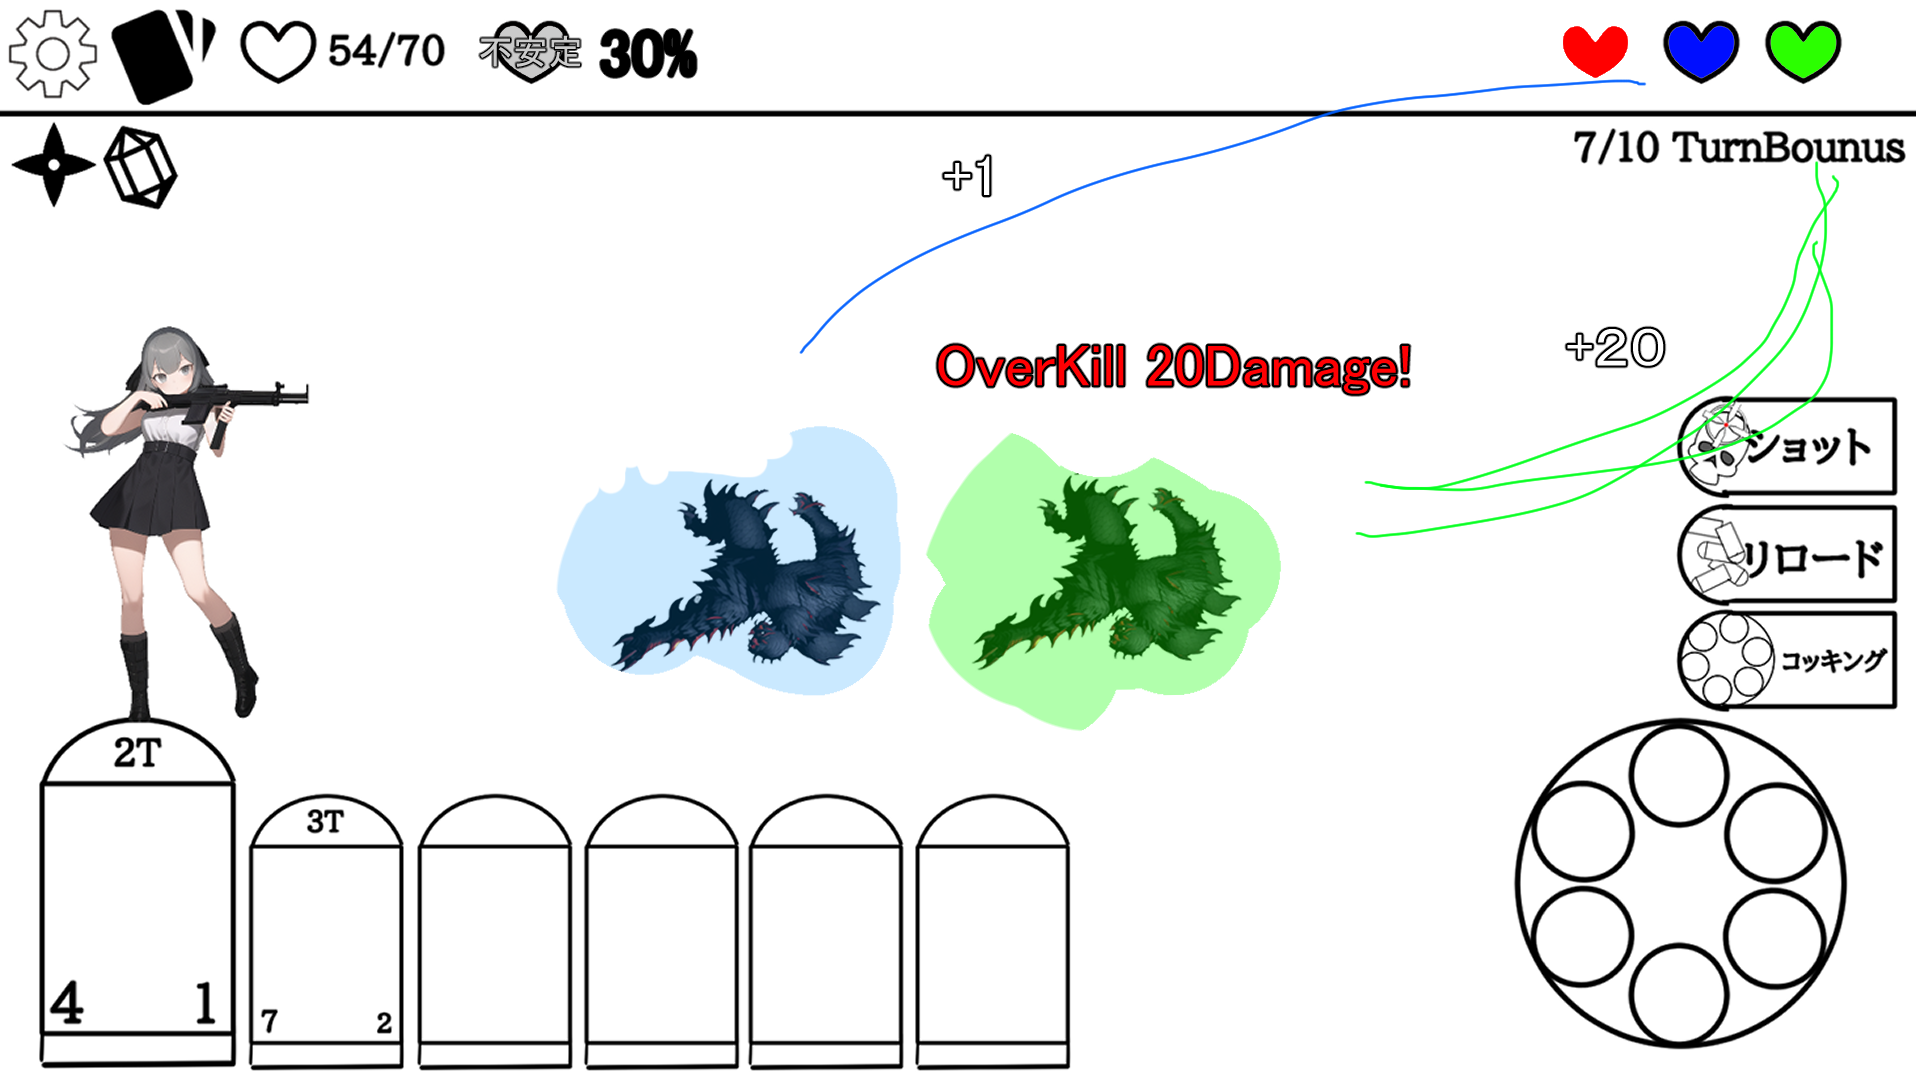 54/70
不安定 30%
7/10 TurnBounus
+1
OverKill 20Damage!
+20
ショット
リロード
コッキング
2T
4 1
3T
7 2